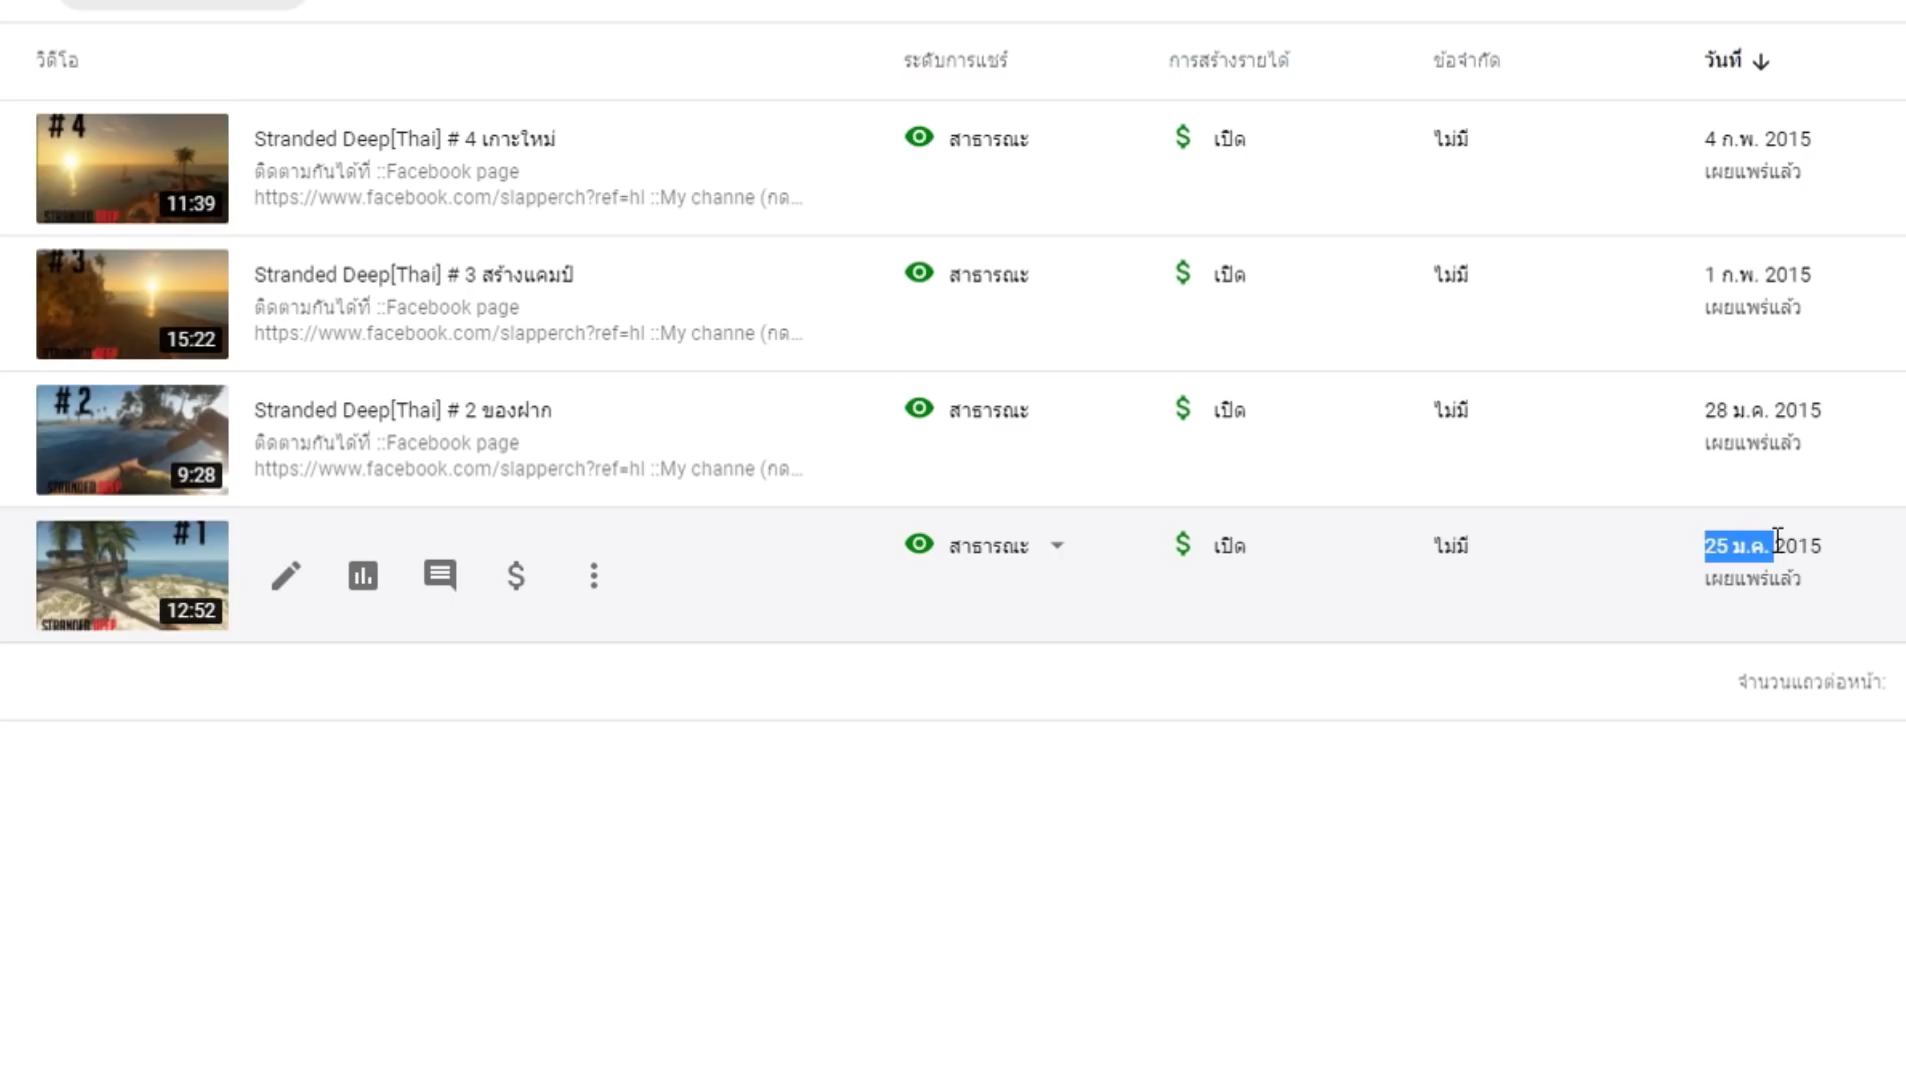 วิดีโอ ระดับการแชร์ การสร้างรายได้ ข้อจำกัด วันที่
# 4
11:39
Stranded Deep[Thai] # 4 เกาะใหม่ สาธารณะ $ เปิด ไม่มี 4 ก.พ. 2015
ติดตามกันได้ที่ ::Facebook page เผยแพร่แล้ว
https://www.facebook.com/slapperch?ref=hl ::My channe (กด...
STRANDED DEEP
# 3
15:22
Stranded Deep[Thai] # 3 สร้างแคมป์ สาธารณะ $ เปิด ไม่มี 1 ก.พ. 2015
ติดตามกันได้ที่ ::Facebook page เผยแพร่แล้ว
https://www.facebook.com/slapperch?ref=hl ::My channe (กด...
STRANDED DEEP
# 2
9:28
Stranded Deep[Thai] # 2 ของฝาก สาธารณะ $ เปิด ไม่มี 28 ม.ค. 2015
ติดตามกันได้ที่ ::Facebook page เผยแพร่แล้ว
https://www.facebook.com/slapperch?ref=hl ::My channe (กด...
STRANDED DEEP
# 1
12:52
$ สาธารณะ $ เปิด ไม่มี 25 ม.ค. 2015
เผยแพร่แล้ว
STRANDED DEEP
จำนวนแถวต่อหน้า: